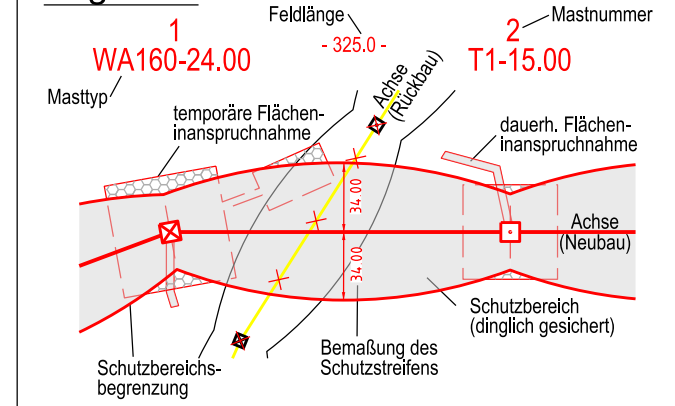 Feldlänge
Mastnummer
1
- 325.0 -
2
WA160-24.00
T1-15.00
Masttyp
Achse
(Rückbau)
temporäre Flächen-
inanspruchnahme
dauerh. Flächen-
inanspruchnahme
34.00
34.00
Achse
(Neubau)
Schutzbereich
(dinglich gesichert)
Schutzbereichs-
begrenzung
Bemaßung des
Schutzstreifens